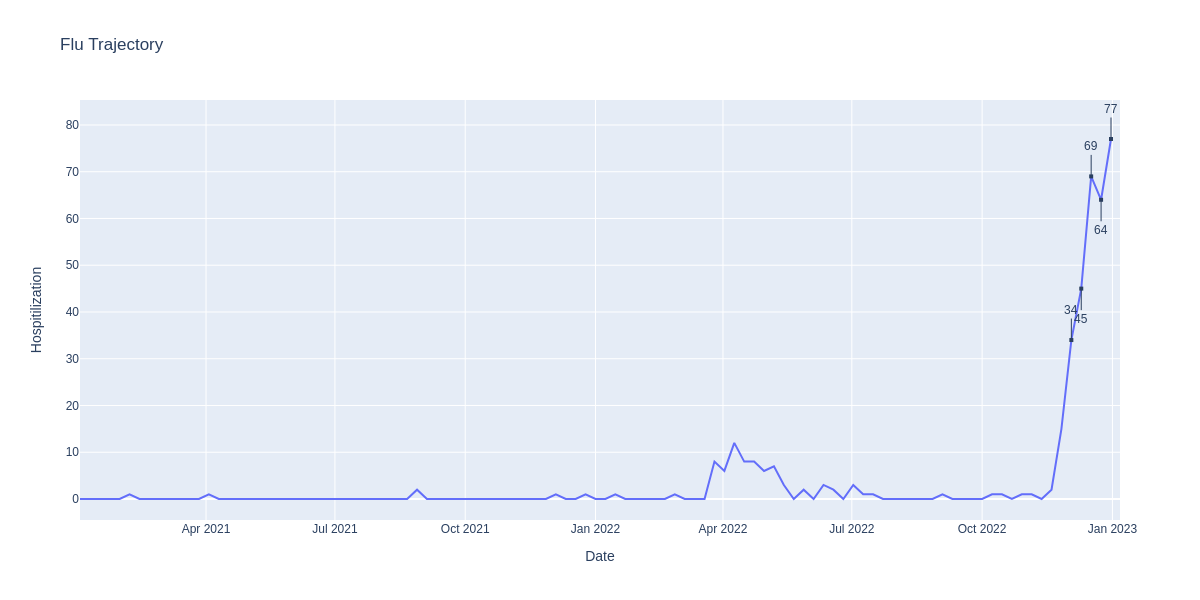 Flu Trajectory
Hospitilization
80
70
60
50
40
30
20
10
0
77
69
64
34
45
Apr 2021
Jul 2021
Oct 2021
Jan 2022
Apr 2022
Jul 2022
Oct 2022
Jan 2023
Date